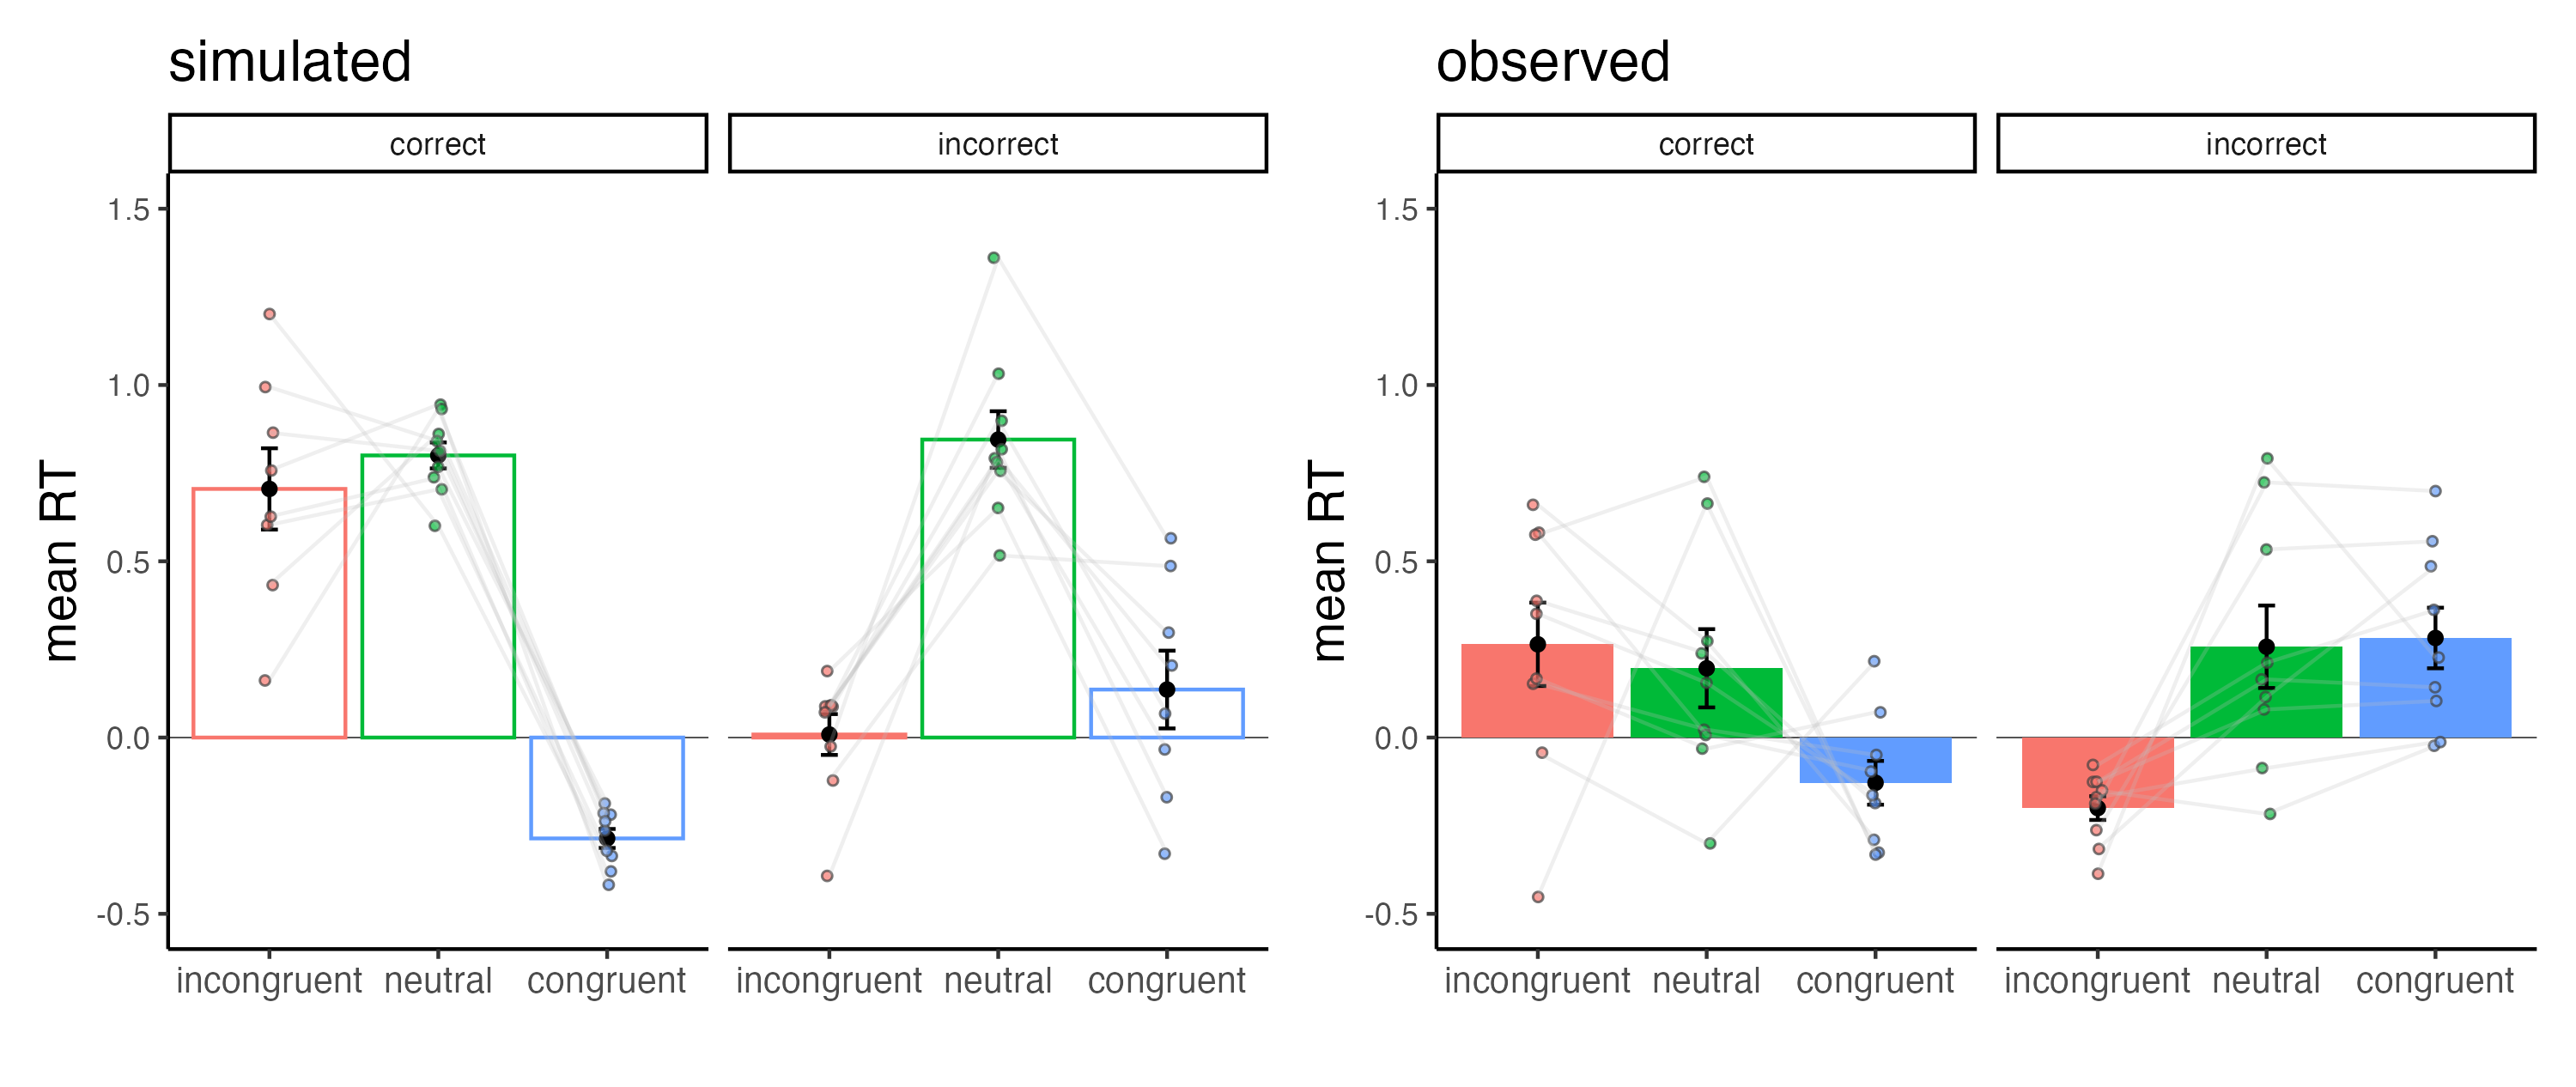 simulated
correct
incorrect
mean RT
1.5
1.0
0.5
0.0
-0.5
incongruent neutral congruent
incongruent neutral congruent
observed
correct
incorrect
mean RT
1.5
1.0
0.5
0.0
-0.5
incongruent neutral congruent
incongruent neutral congruent